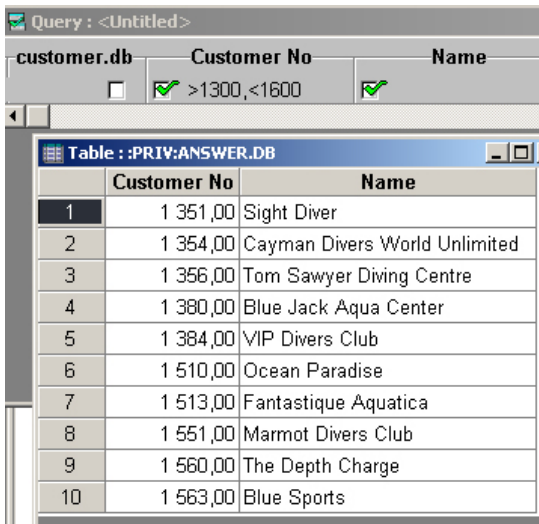 Query : <Untitled>
customer.db Customer No Name
>1300,<1600
Table : :PRIV:ANSWER.DB
Customer No Name
1 1 351,00 Sight Diver
2 1 354,00 Cayman Divers World Unlimited
3 1 356,00 Tom Sawyer Diving Centre
4 1 380,00 Blue Jack Aqua Center
5 1 384,00 VIP Divers Club
6 1 510,00 Ocean Paradise
7 1 513,00 Fantastique Aquatica
8 1 551,00 Marmot Divers Club
9 1 560,00 The Depth Charge
10 1 563,00 Blue Sports